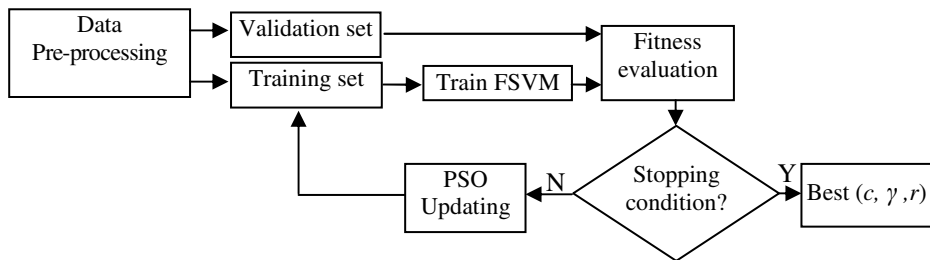 Data
Pre-processing
Validation set
Training set
Train FSVM
Fitness
evaluation
Stopping
condition?
N
Y
PSO
Updating
Best (c, γ ,r)